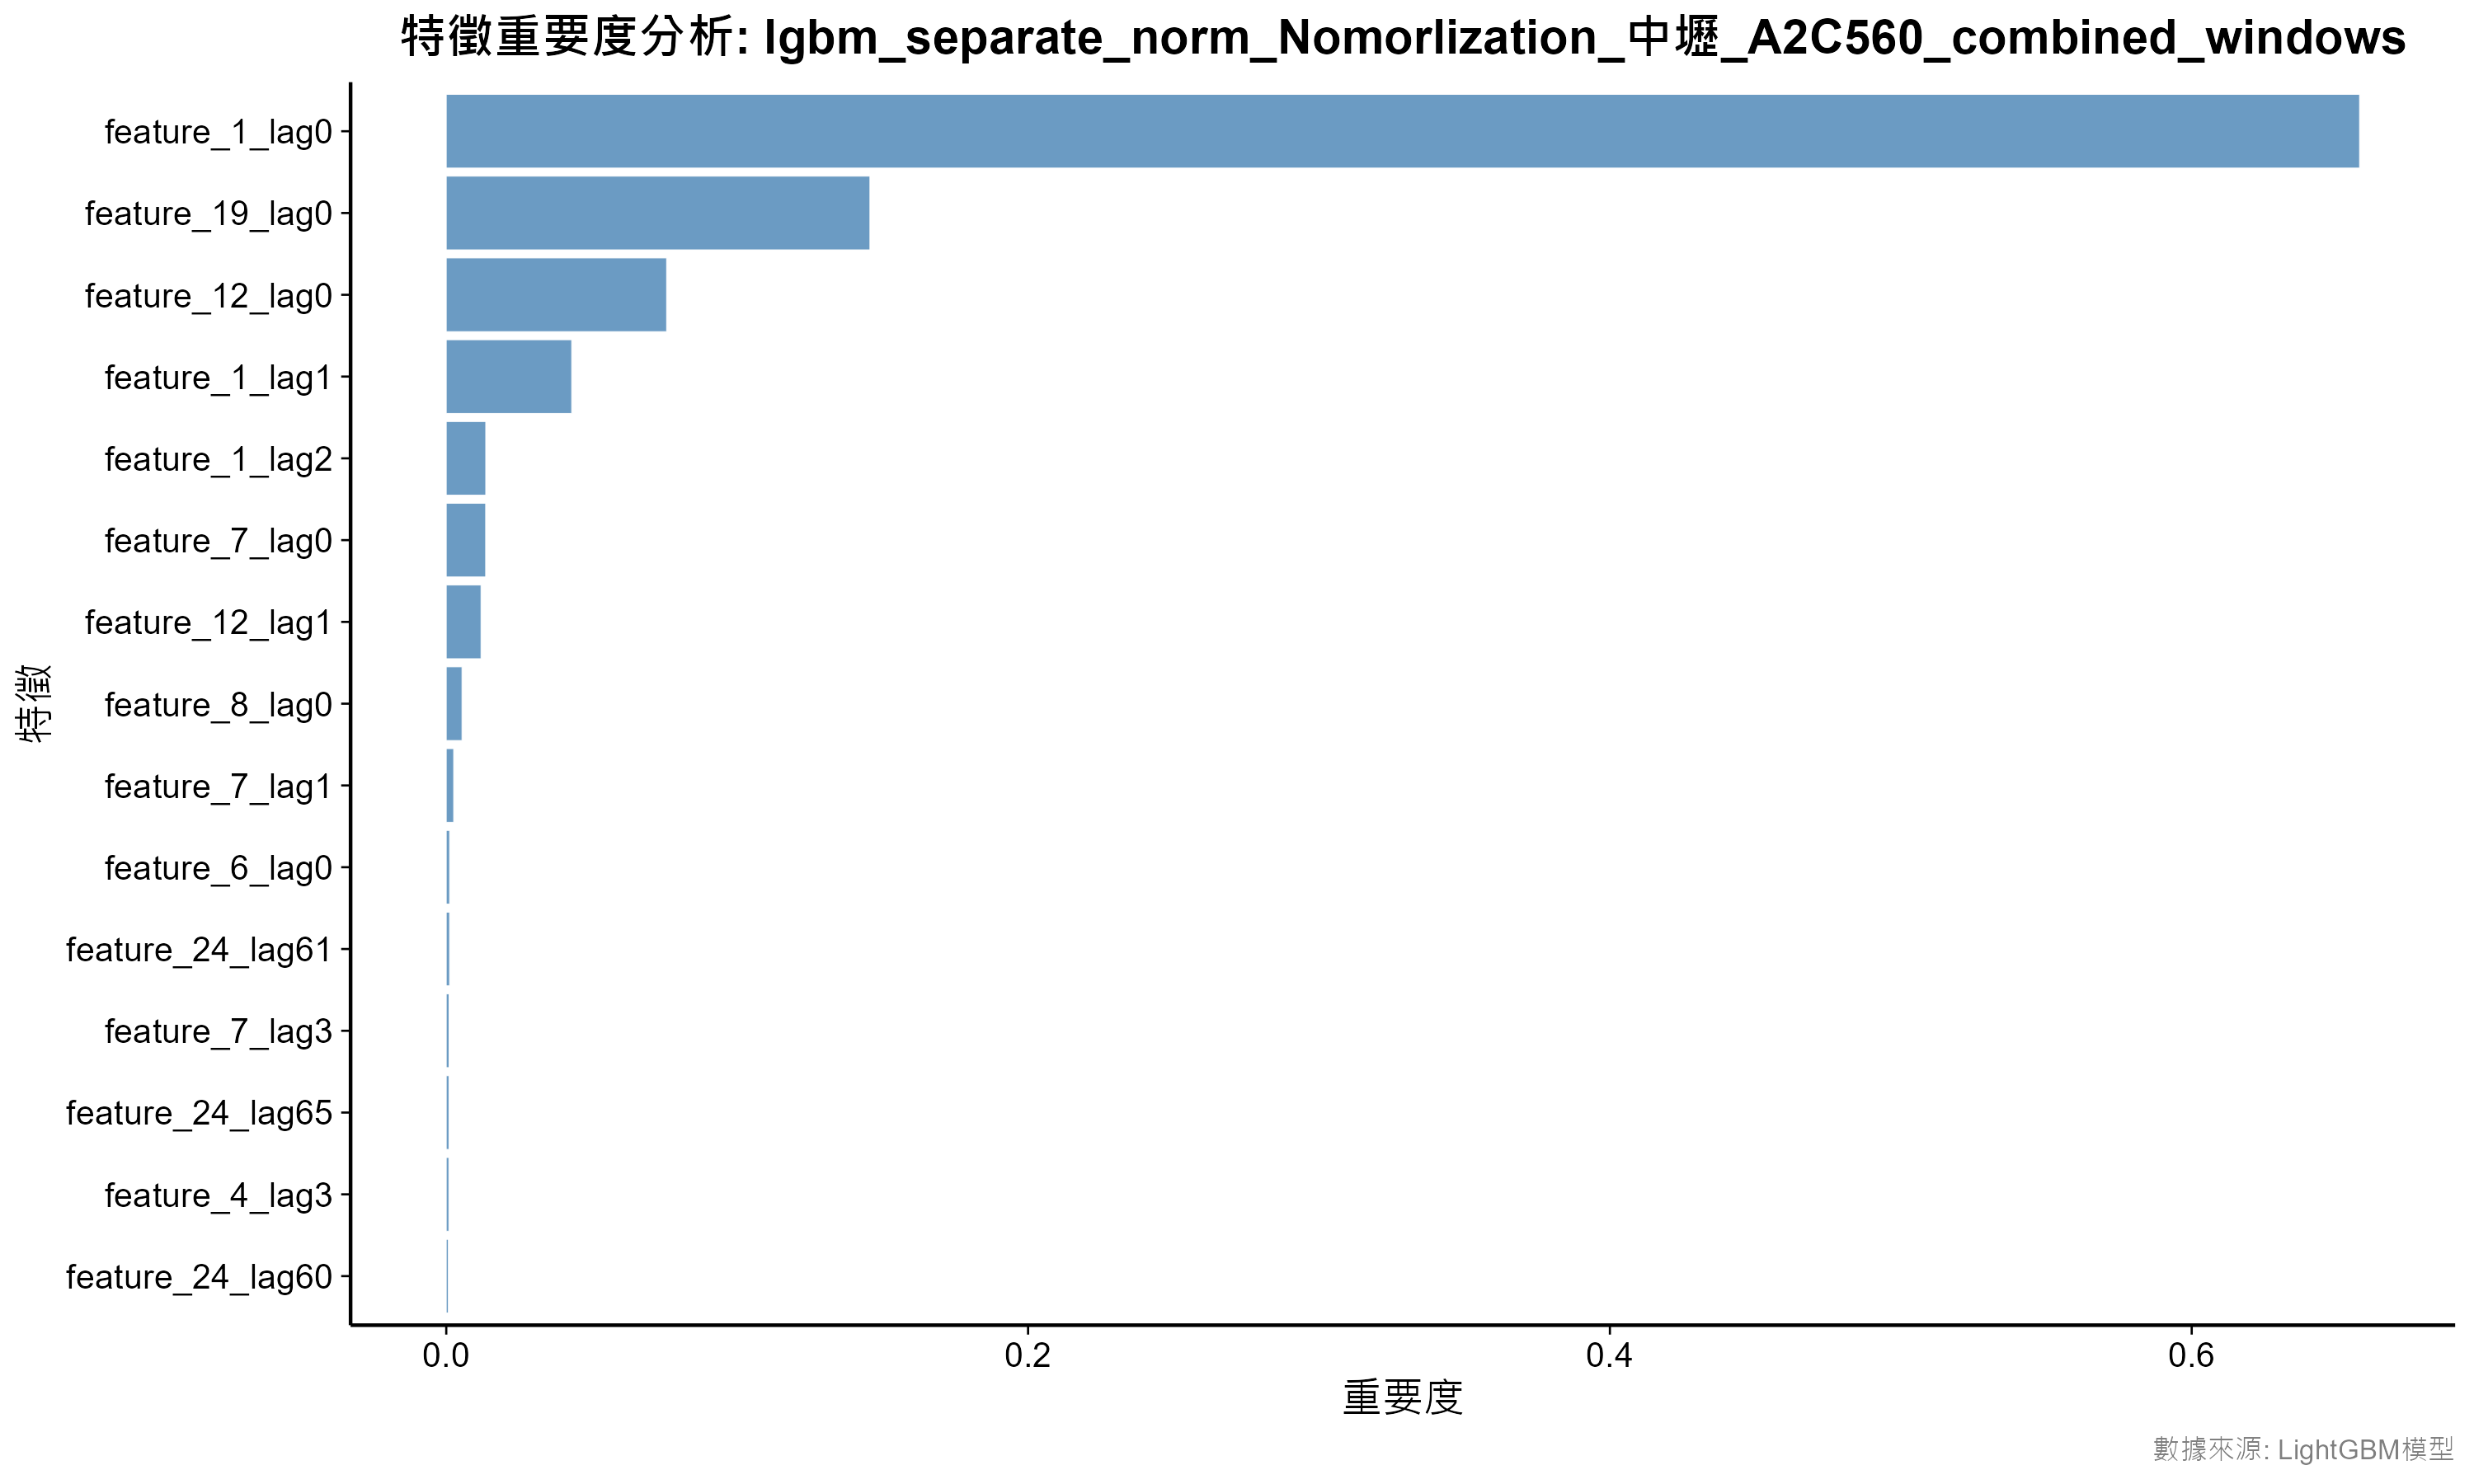 特徵重要度分析: lgbm_separate_norm_Nomorlization_中壢_A2C560_combined_windows
feature_1_lag0
feature_19_lag0
feature_12_lag0
feature_1_lag1
feature_1_lag2
feature_7_lag0
feature_12_lag1
feature_8_lag0
feature_7_lag1
feature_6_lag0
feature_24_lag61
feature_7_lag3
feature_24_lag65
feature_4_lag3
feature_24_lag60
特徵
0.0 0.2 0.4 0.6
重要度
數據來源: LightGBM模型